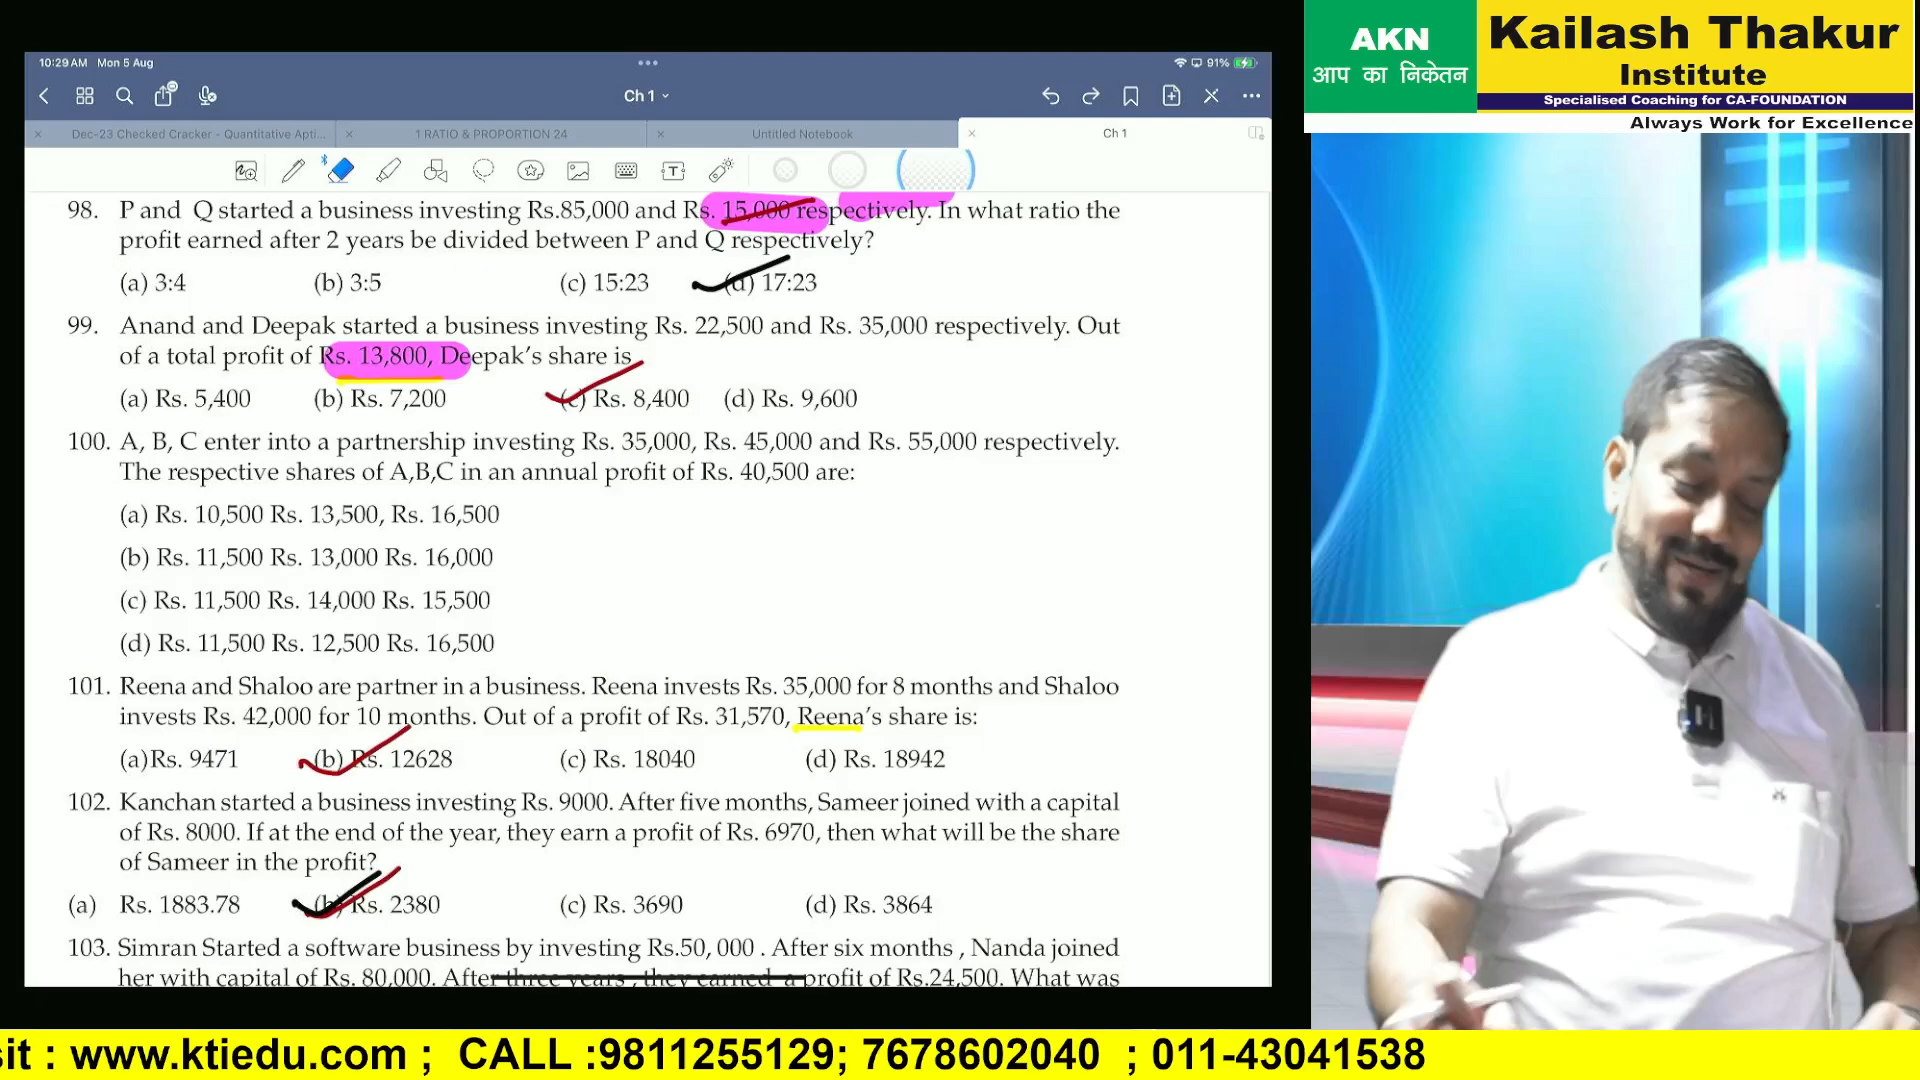 10:29AM Mon 5 Aug
91%
Ch 1
Dec-23 Checked Cracker - Quantitative Apti...
1 RATIO & PROPORTION 24
Untitled Notebook
Ch 1
98. P and Q started a business investing Rs.85,000 and Rs. 15,000 respectively. In what ratio the
profit earned after 2 years be divided between P and Q respectively?
(a) 3:4 (b) 3:5 (c) 15:23 (d) 17:23
99. Anand and Deepak started a business investing Rs. 22,500 and Rs. 35,000 respectively. Out
of a total profit of Rs. 13,800, Deepak's share is
(a) Rs. 5,400 (b) Rs. 7,200 (c) Rs. 8,400 (d) Rs. 9,600
100. A, B, C enter into a partnership investing Rs. 35,000, Rs. 45,000 and Rs. 55,000 respectively.
The respective shares of A,B,C in an annual profit of Rs. 40,500 are:
(a) Rs. 10,500 Rs. 13,500, Rs. 16,500
(b) Rs. 11,500 Rs. 13,000 Rs. 16,000
(c) Rs. 11,500 Rs. 14,000 Rs. 15,500
(d) Rs. 11,500 Rs. 12,500 Rs. 16,500
101. Reena and Shaloo are partner in a business. Reena invests Rs. 35,000 for 8 months and Shaloo
invests Rs. 42,000 for 10 months. Out of a profit of Rs. 31,570, Reena's share is:
(a)Rs. 9471 (b) Rs. 12628 (c) Rs. 18040 (d) Rs. 18942
102. Kanchan started a business investing Rs. 9000. After five months, Sameer joined with a capital
of Rs. 8000. If at the end of the year, they earn a profit of Rs. 6970, then what will be the share
of Sameer in the profit?
(a) Rs. 1883.78 (b) Rs. 2380 (c) Rs. 3690 (d) Rs. 3864
103. Simran Started a software business by investing Rs.50, 000 . After six months , Nanda joined
her with capital of Rs. 80,000. After three years , they earned a profit of Rs.24,500. What was
AKN
आप का निकेतन
Kailash Thakur
Institute
Specialised Coaching for CA-FOUNDATION
Always Work for Excellence
sit : www.ktiedu.com ; CALL :9811255129; 7678602040 ; 011-43041538